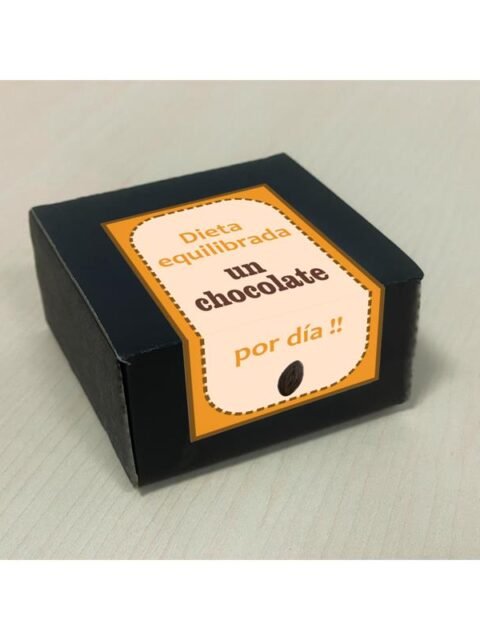 Dieta
equilibrada
un
chocolate
por día !!